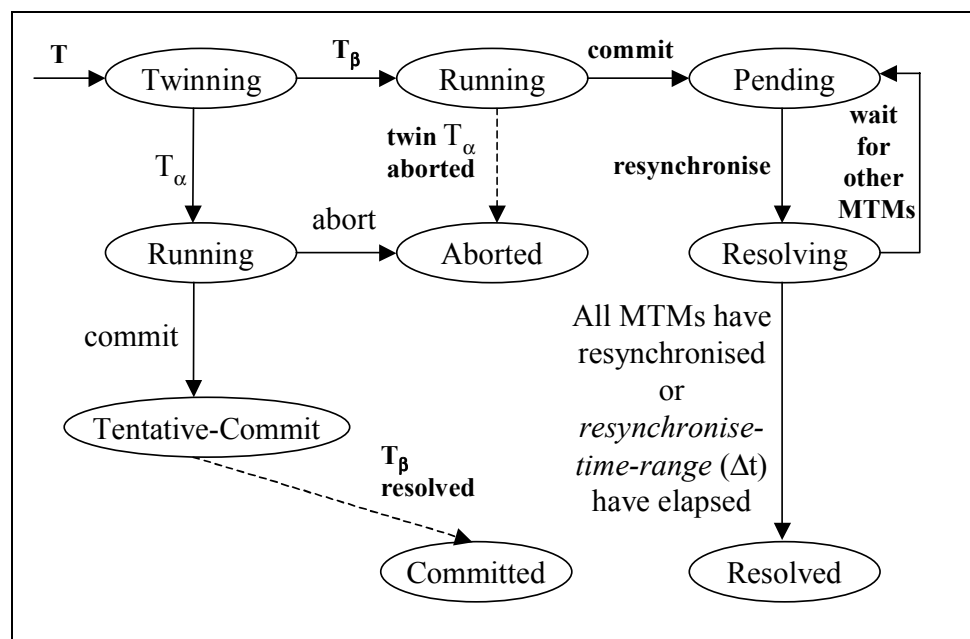 T
Twinning
Tβ
Running
commit
Pending
twin Tα
aborted
wait
for
other
MTMs
Tα
resynchronise
Running
abort
Aborted
Resolving
commit
All MTMs have
resynchronised
or
resynchronise-
time-range (Δt)
have elapsed
Tentative-Commit
Tβ
resolved
Committed
Resolved